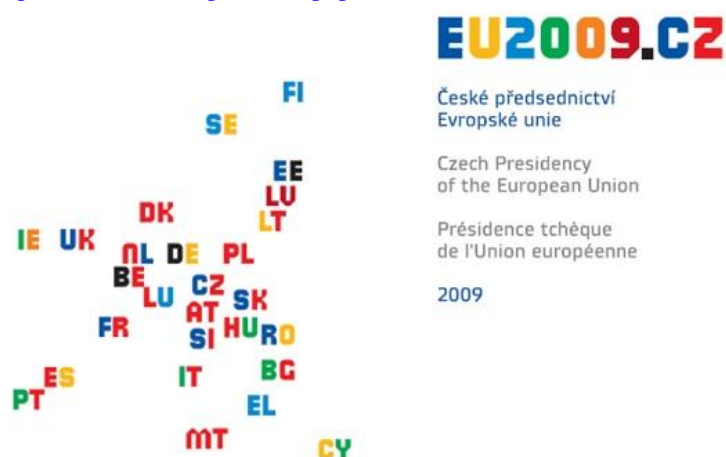 EU2009.CZ
České předsednictví
Evropské unie
Czech Presidency
of the European Union
Présidence tchèque
de l'Union européenne
2009
FI
SE
EE
LV
DK
LT
IE UK
NL DE PL
BE
LU CZ SK
AT
FR SI HU RO
ES IT BG
PT
EL
MT
CY